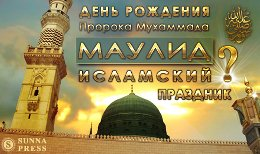 ДЕНЬ РОЖДЕНИЯ
Пророка Мухаммада
МАУЛИД
ИСЛАМСКИЙ ?
ПРАЗДНИК
S
SUNNA
PRESS